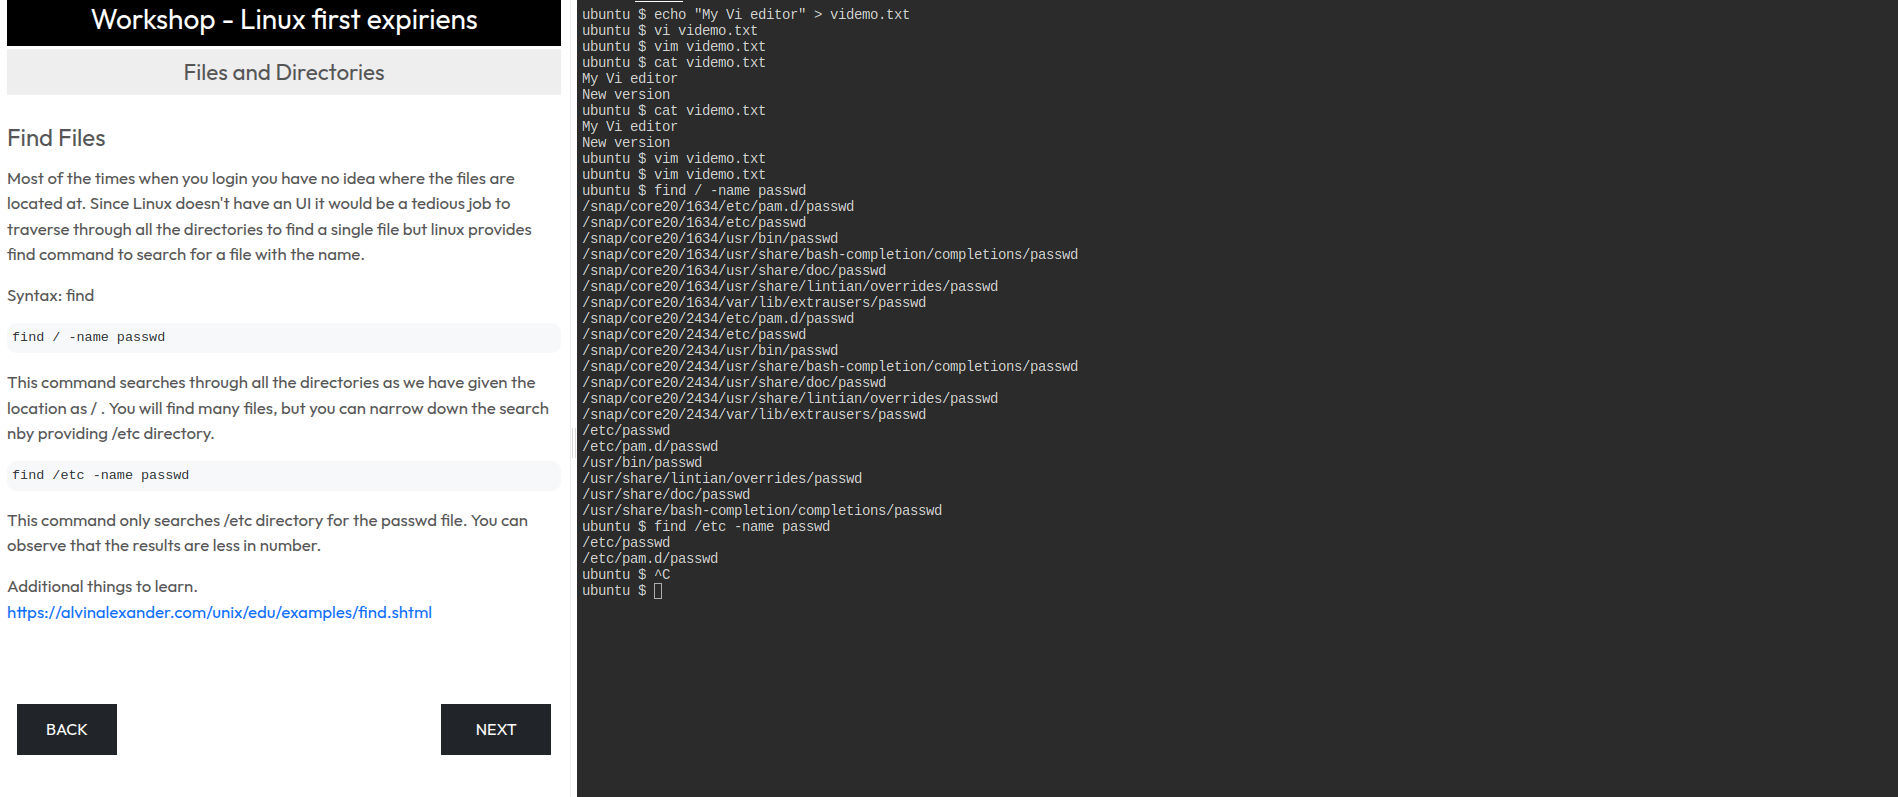 Workshop - Linux first expiriens
Files and Directories
Find Files
Most of the times when you login you have no idea where the files are
located at. Since Linux doesn't have an UI it would be a tedious job to
traverse through all the directories to find a single file but linux provides
find command to search for a file with the name.
Syntax: find
find / -name passwd
This command searches through all the directories as we have given the
location as / . You will find many files, but you can narrow down the search
nby providing /etc directory.
find /etc -name passwd
This command only searches /etc directory for the passwd file. You can
observe that the results are less in number.
Additional things to learn.
https://alvinalexander.com/unix/edu/examples/find.shtml
BACK
NEXT
ubuntu $ echo "My Vi editor" > videmo.txt
ubuntu $ vi videmo.txt
ubuntu $ vim videmo.txt
ubuntu $ cat videmo.txt
My Vi editor
New version
ubuntu $ cat videmo.txt
My Vi editor
New version
ubuntu $ vim videmo.txt
ubuntu $ vim videmo.txt
ubuntu $ find / -name passwd
/snap/core20/1634/etc/pam.d/passwd
/snap/core20/1634/etc/passwd
/snap/core20/1634/usr/bin/passwd
/snap/core20/1634/usr/share/bash-completion/completions/passwd
/snap/core20/1634/usr/share/doc/passwd
/snap/core20/1634/usr/share/lintian/overrides/passwd
/snap/core20/1634/var/lib/extrausers/passwd
/snap/core20/2434/etc/pam.d/passwd
/snap/core20/2434/etc/passwd
/snap/core20/2434/usr/bin/passwd
/snap/core20/2434/usr/share/bash-completion/completions/passwd
/snap/core20/2434/usr/share/doc/passwd
/snap/core20/2434/usr/share/lintian/overrides/passwd
/snap/core20/2434/var/lib/extrausers/passwd
/etc/passwd
/etc/pam.d/passwd
/usr/bin/passwd
/usr/share/lintian/overrides/passwd
/usr/share/doc/passwd
/usr/share/bash-completion/completions/passwd
ubuntu $ find /etc -name passwd
/etc/passwd
/etc/pam.d/passwd
ubuntu $ ^C
ubuntu $